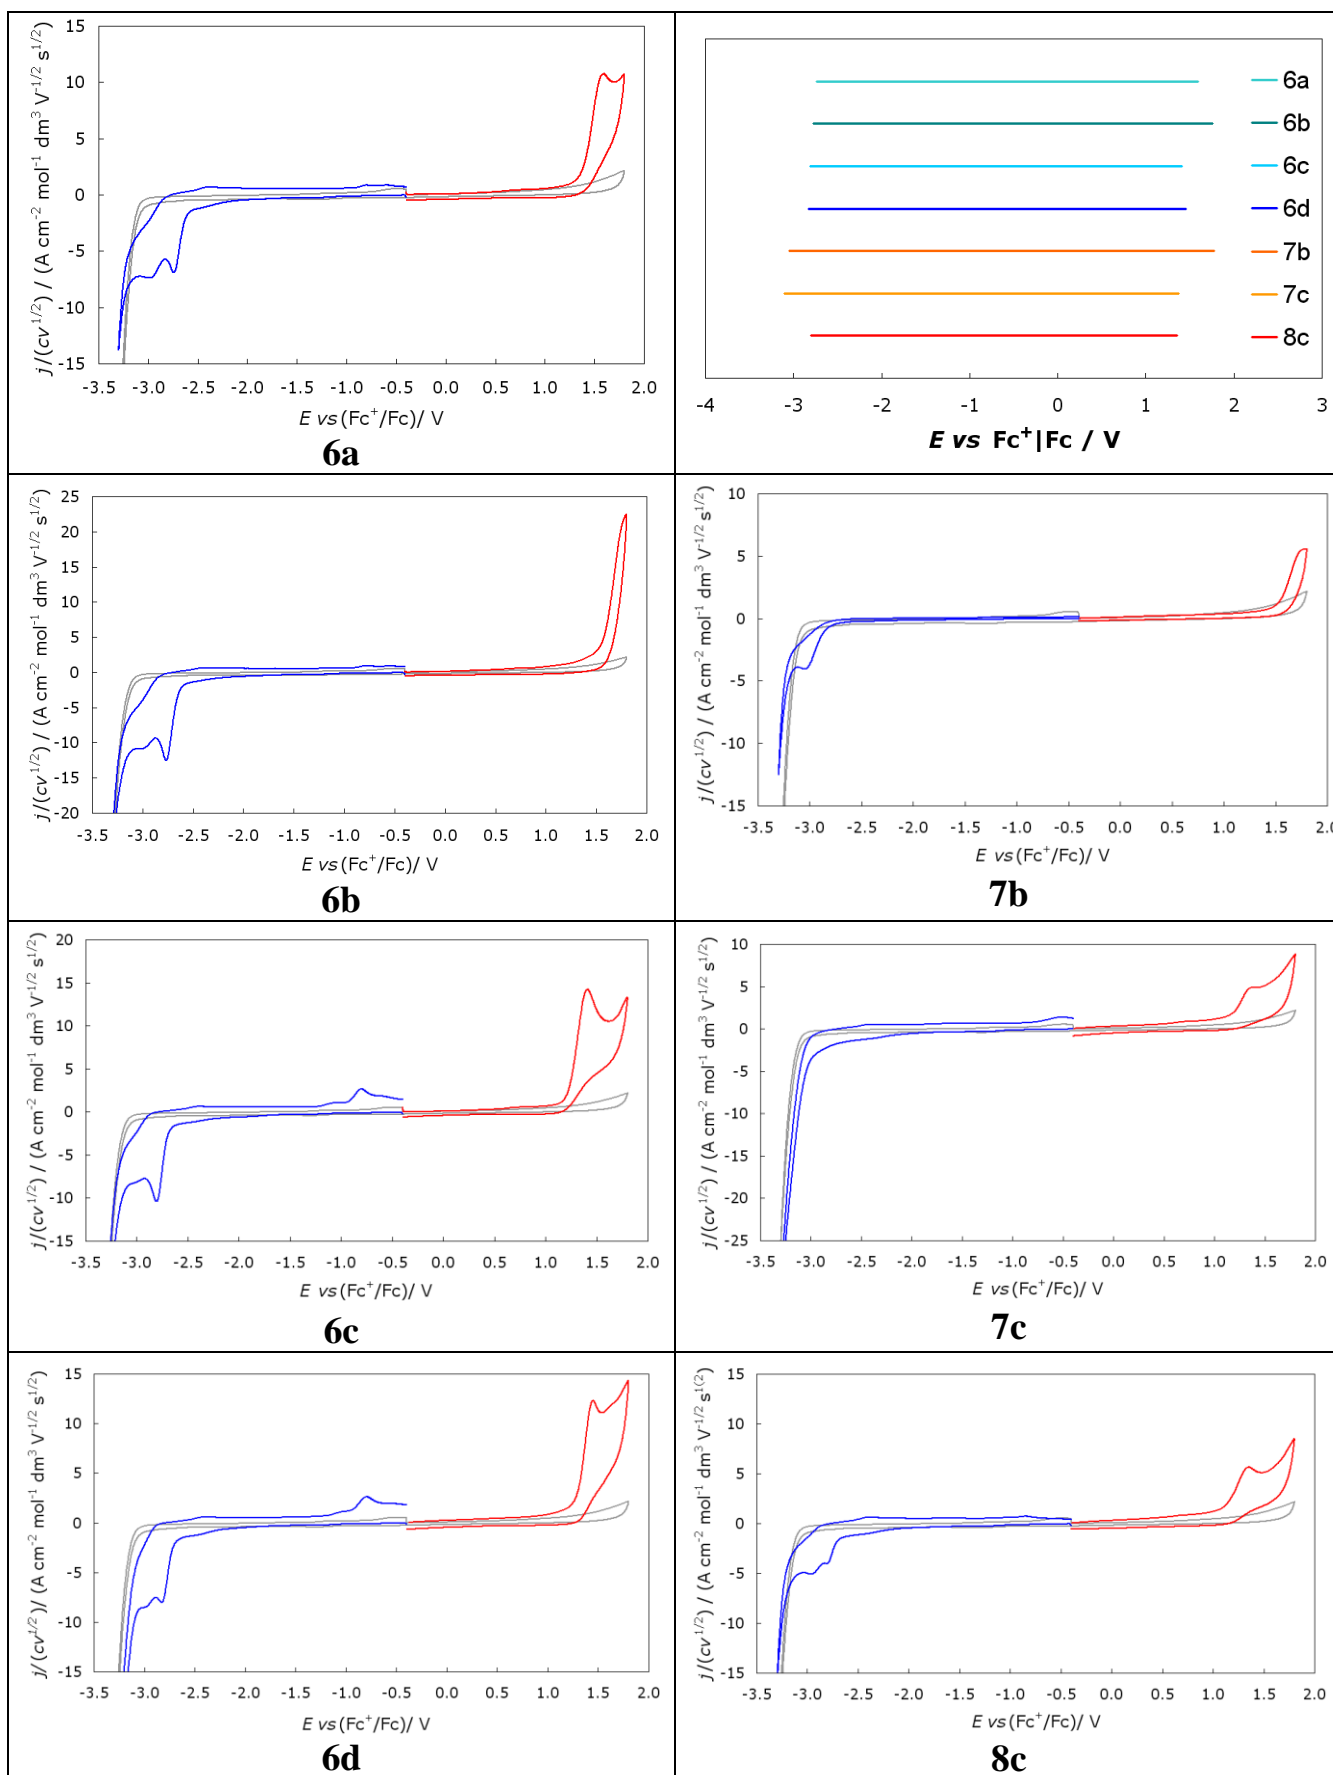 15
10
5
0
-5
-10
-15
-3.5 -3.0 -2.5 -2.0 -1.5 -1.0 -0.5 0.0 0.5 1.0 1.5 2.0
j/(cv^1/2) / (A cm^-2 mol^-1 dm^3 V^-1/2 s^1/2)
E vs (Fc^+/Fc)/ V
6a
6a
6b
6c
6d
7b
7c
8c
-4 -3 -2 -1 0 1 2 3
E vs Fc^+|Fc / V
25
20
15
10
5
0
-5
-10
-15
-20
-3.5 -3.0 -2.5 -2.0 -1.5 -1.0 -0.5 0.0 0.5 1.0 1.5 2.0
j/(cv^1/2) / (A cm^-2 mol^-1 dm^3 V^-1/2 s^1/2)
E vs (Fc^+/Fc)/ V
6b
10
5
0
-5
-10
-15
-3.5 -3.0 -2.5 -2.0 -1.5 -1.0 -0.5 0.0 0.5 1.0 1.5 2.0
j/(cv^1/2) / (A cm^-2 mol^-1 dm^3 V^-1/2 s^1/2)
E vs (Fc^+/Fc)/ V
7b
20
15
10
5
0
-5
-10
-15
-3.5 -3.0 -2.5 -2.0 -1.5 -1.0 -0.5 0.0 0.5 1.0 1.5 2.0
j/(cv^1/2) / (A cm^-2 mol^-1 dm^3 V^-1/2 s^1/2)
E vs (Fc^+/Fc)/ V
6c
10
5
0
-5
-10
-15
-20
-25
-3.5 -3.0 -2.5 -2.0 -1.5 -1.0 -0.5 0.0 0.5 1.0 1.5 2.0
j/(cv^1/2) / (A cm^-2 mol^-1 dm^3 V^-1/2 s^1/2)
E vs (Fc^+/Fc)/ V
7c
15
10
5
0
-5
-10
-15
-3.5 -3.0 -2.5 -2.0 -1.5 -1.0 -0.5 0.0 0.5 1.0 1.5 2.0
j/(cv^1/2)/ (A cm^-2 mol^-1 dm^3 V^-1/2 s^1/2)
E vs (Fc^+/Fc)/ V
6d
15
10
5
0
-5
-10
-15
-3.5 -3.0 -2.5 -2.0 -1.5 -1.0 -0.5 0.0 0.5 1.0 1.5 2.0
j/(cv^1/2) / (A cm^-2 mol^-1 dm^3 V^-1/2 s^1(2)
E vs (Fc^+/Fc)/ V
8c